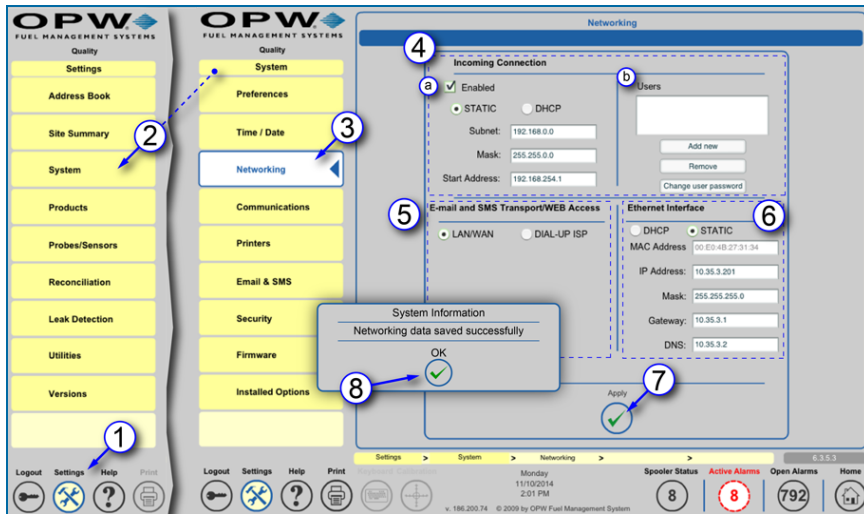 OPW
FUEL MANAGEMENT SYSTEMS
Quality
Settings
Address Book
Site Summary
2
System
Products
Probes/Sensors
Reconciliation
Leak Detection
Utilities
Versions
1
Logout Settings Help Print
OPW
FUEL MANAGEMENT SYSTEMS
Quality
System
Preferences
Time / Date
3
Networking
Communications
Printers
Email & SMS
Security
Firmware
Installed Options
Logout Settings Help Print
Networking
4
Incoming Connection
a
Enabled
STATIC DHCP
Subnet: 192.168.0.0
Mask: 255.255.0.0
Start Address: 192.168.254.1
b
Users
Add new
Remove
Change user password
5
E-mail and SMS Transport/WEB Access
LAN/WAN DIAL-UP ISP
Ethernet Interface
6
DHCP STATIC
MAC Address 00:E0:4B:27:31:34
IP Address: 10.35.3.201
Mask: 255.255.255.0
Gateway: 10.35.3.1
DNS: 10.35.3.2
System Information
Networking data saved successfully
OK
8
Apply
7
Settings > System > Networking > >
6.3.5.3
Keyboard Calibration
Monday
11/10/2014
2:01 PM
v. 186.200.74 © 2009 by OPW Fuel Management System
Spooler Status Active Alarms Open Alarms Home
8 8 792